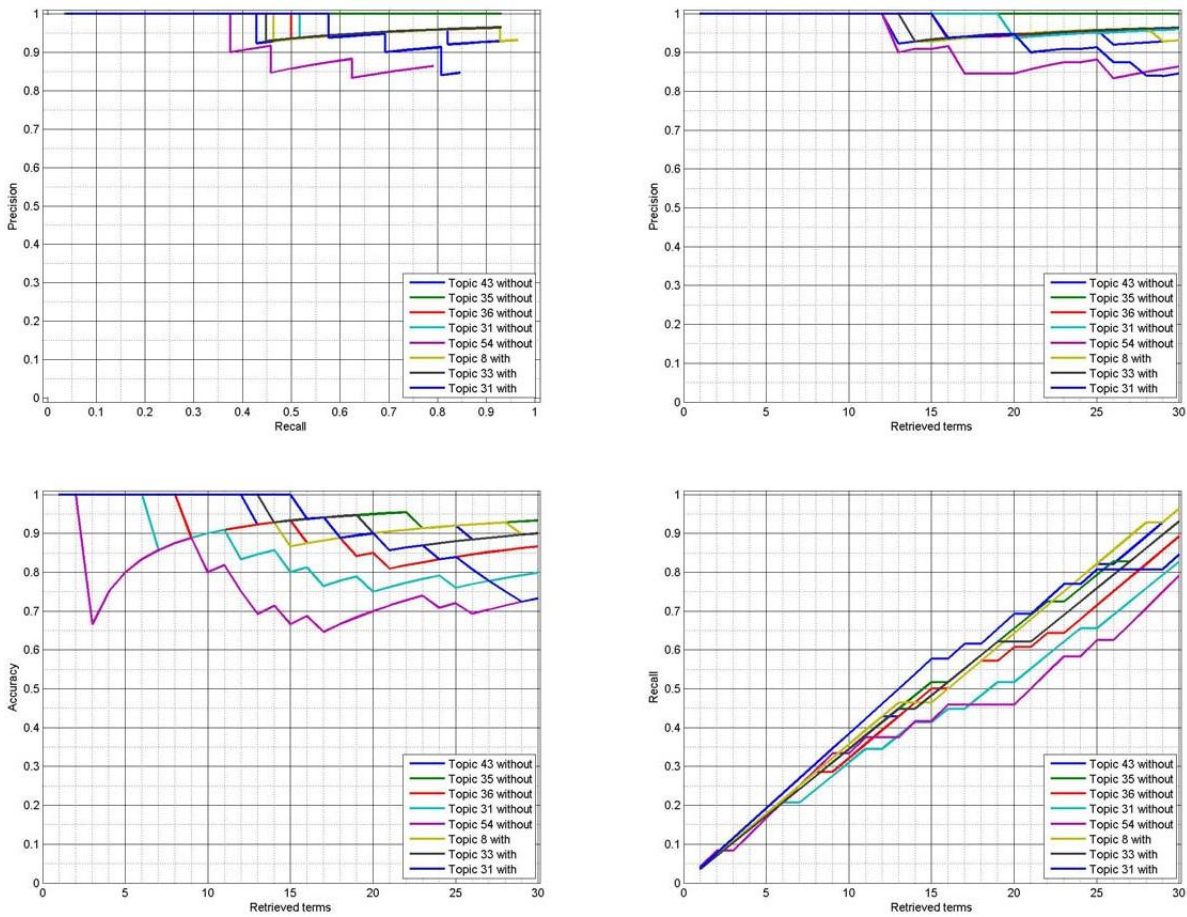 1
0.9
0.8
0.7
0.6
0.5
0.4
0.3
0.2
0.1
0
Precision
0 0.1 0.2 0.3 0.4 0.5 0.6 0.7 0.8 0.9 1
Recall
Topic 43 without
Topic 35 without
Topic 36 without
Topic 31 without
Topic 54 without
Topic 8 with
Topic 33 with
Topic 31 with
1
0.9
0.8
0.7
0.6
0.5
0.4
0.3
0.2
0.1
0
Precision
0 5 10 15 20 25 30
Retrieved terms
Topic 43 without
Topic 35 without
Topic 36 without
Topic 31 without
Topic 54 without
Topic 8 with
Topic 33 with
Topic 31 with
1
0.9
0.8
0.7
0.6
0.5
0.4
0.3
0.2
0.1
0
Accuracy
0 5 10 15 20 25 30
Retrieved terms
Topic 43 without
Topic 35 without
Topic 36 without
Topic 31 without
Topic 54 without
Topic 8 with
Topic 33 with
Topic 31 with
1
0.9
0.8
0.7
0.6
0.5
0.4
0.3
0.2
0.1
0
Recall
0 5 10 15 20 25 30
Retrieved terms
Topic 43 without
Topic 35 without
Topic 36 without
Topic 31 without
Topic 54 without
Topic 8 with
Topic 33 with
Topic 31 with